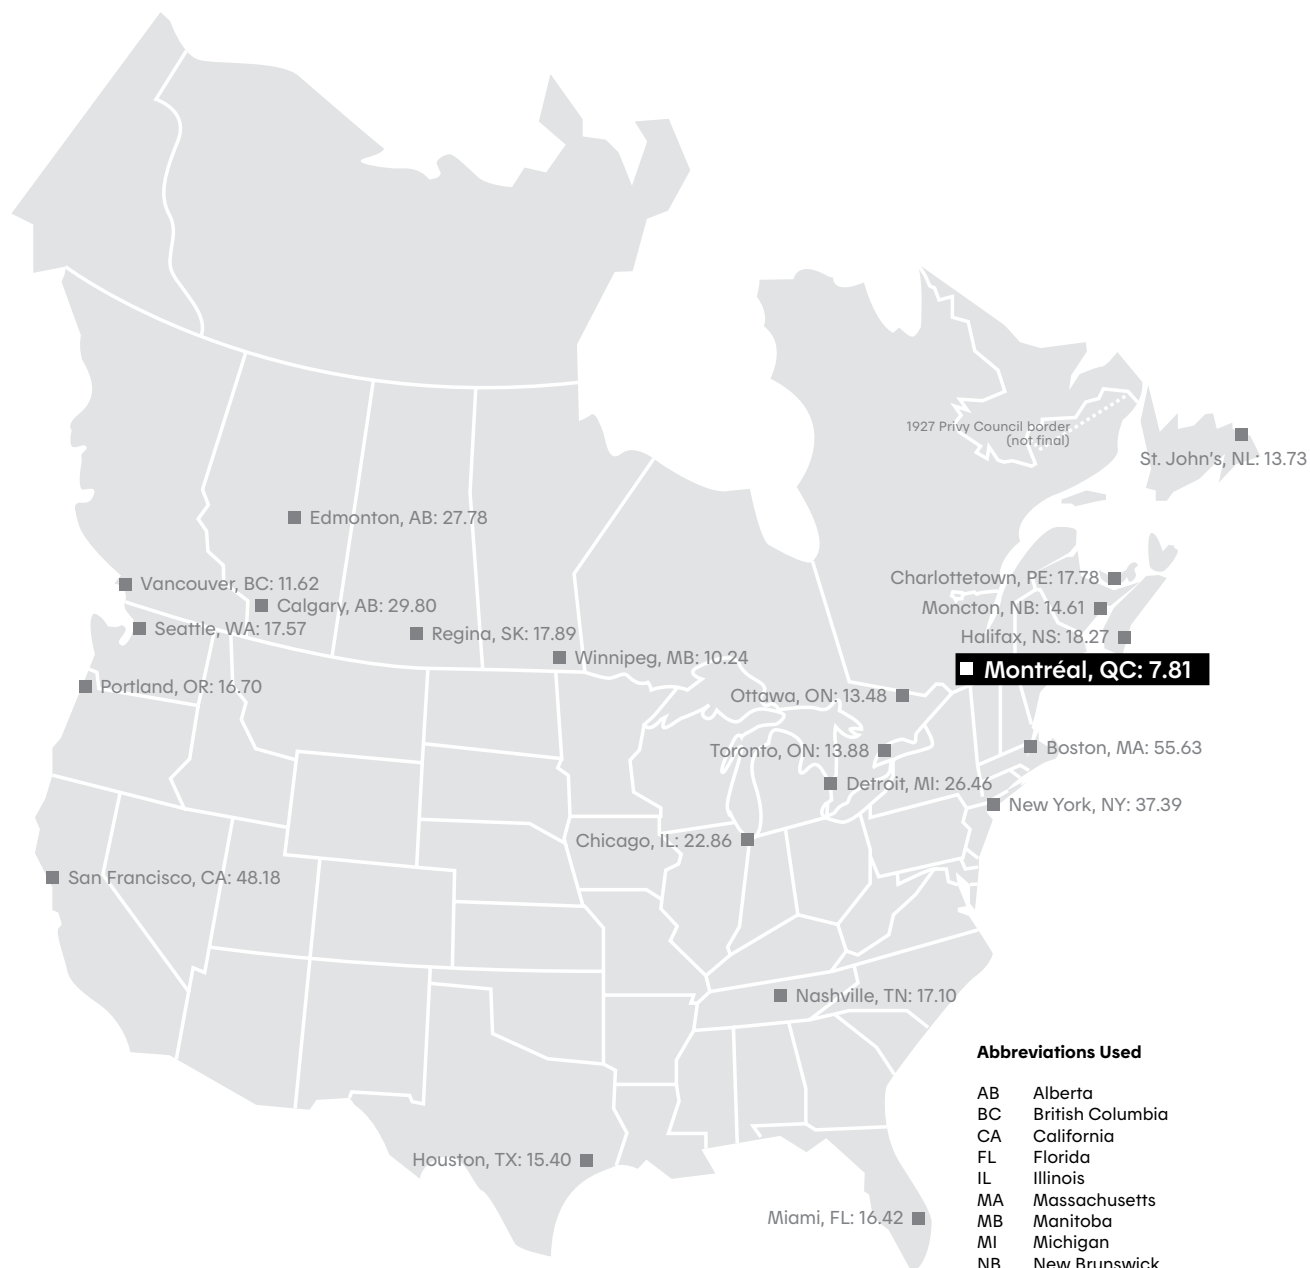 1927 Privy Council border
(not final)
St. John’s, NL: 13.73
Edmonton, AB: 27.78
Vancouver, BC: 11.62
Charlottetown, PE: 17.78
Calgary, AB: 29.80
Moncton, NB: 14.61
Seattle, WA: 17.57
Regina, SK: 17.89
Halifax, NS: 18.27
Winnipeg, MB: 10.24
Montréal, QC: 7.81
Portland, OR: 16.70
Ottawa, ON: 13.48
Toronto, ON: 13.88
Boston, MA: 55.63
Detroit, MI: 26.46
New York, NY: 37.39
Chicago, IL: 22.86
San Francisco, CA: 48.18
Nashville, TN: 17.10
Houston, TX: 15.40
Miami, FL: 16.42
Abbreviations Used
AB Alberta
BC British Columbia
CA California
FL Florida
IL Illinois
MA Massachusetts
MB Manitoba
MI Michigan
NB New Brunswick